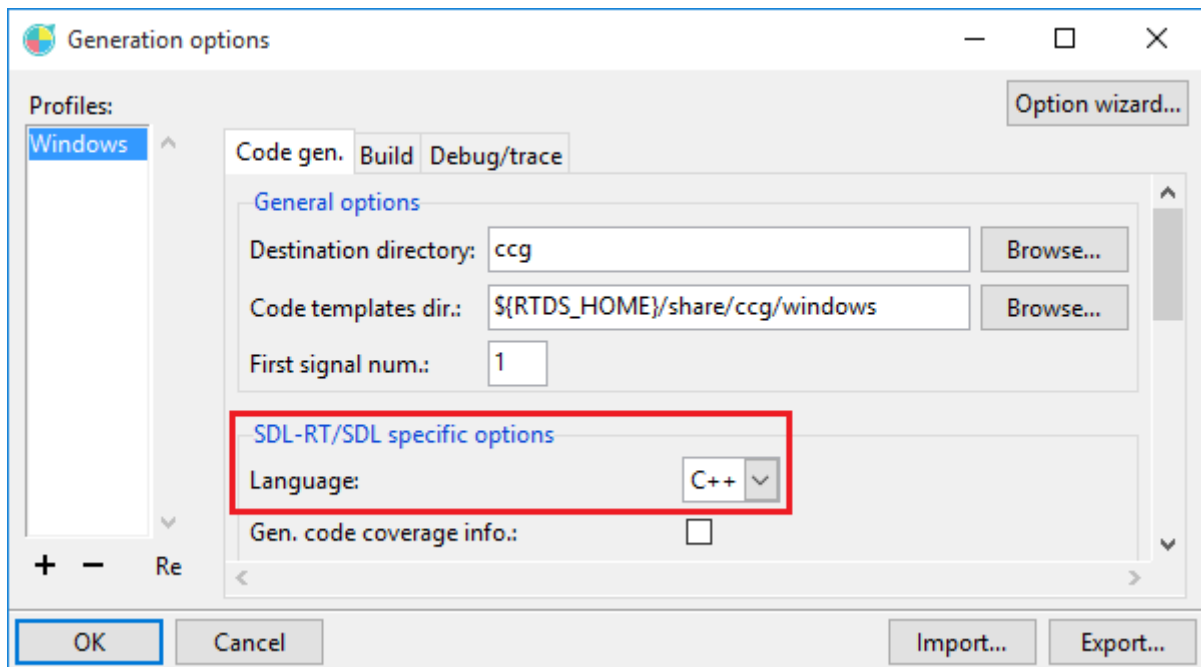 Generation options
Profiles:
Option wizard...
Windows
Code gen. Build Debug/trace
General options
Destination directory: ccg Browse...
Code templates dir.: ${RTDS_HOME}/share/ccg/windows Browse...
First signal num.: 1
SDL-RT/SDL specific options
Language: C++
Gen. code coverage info.:
+ − Re
OK Cancel Import... Export...